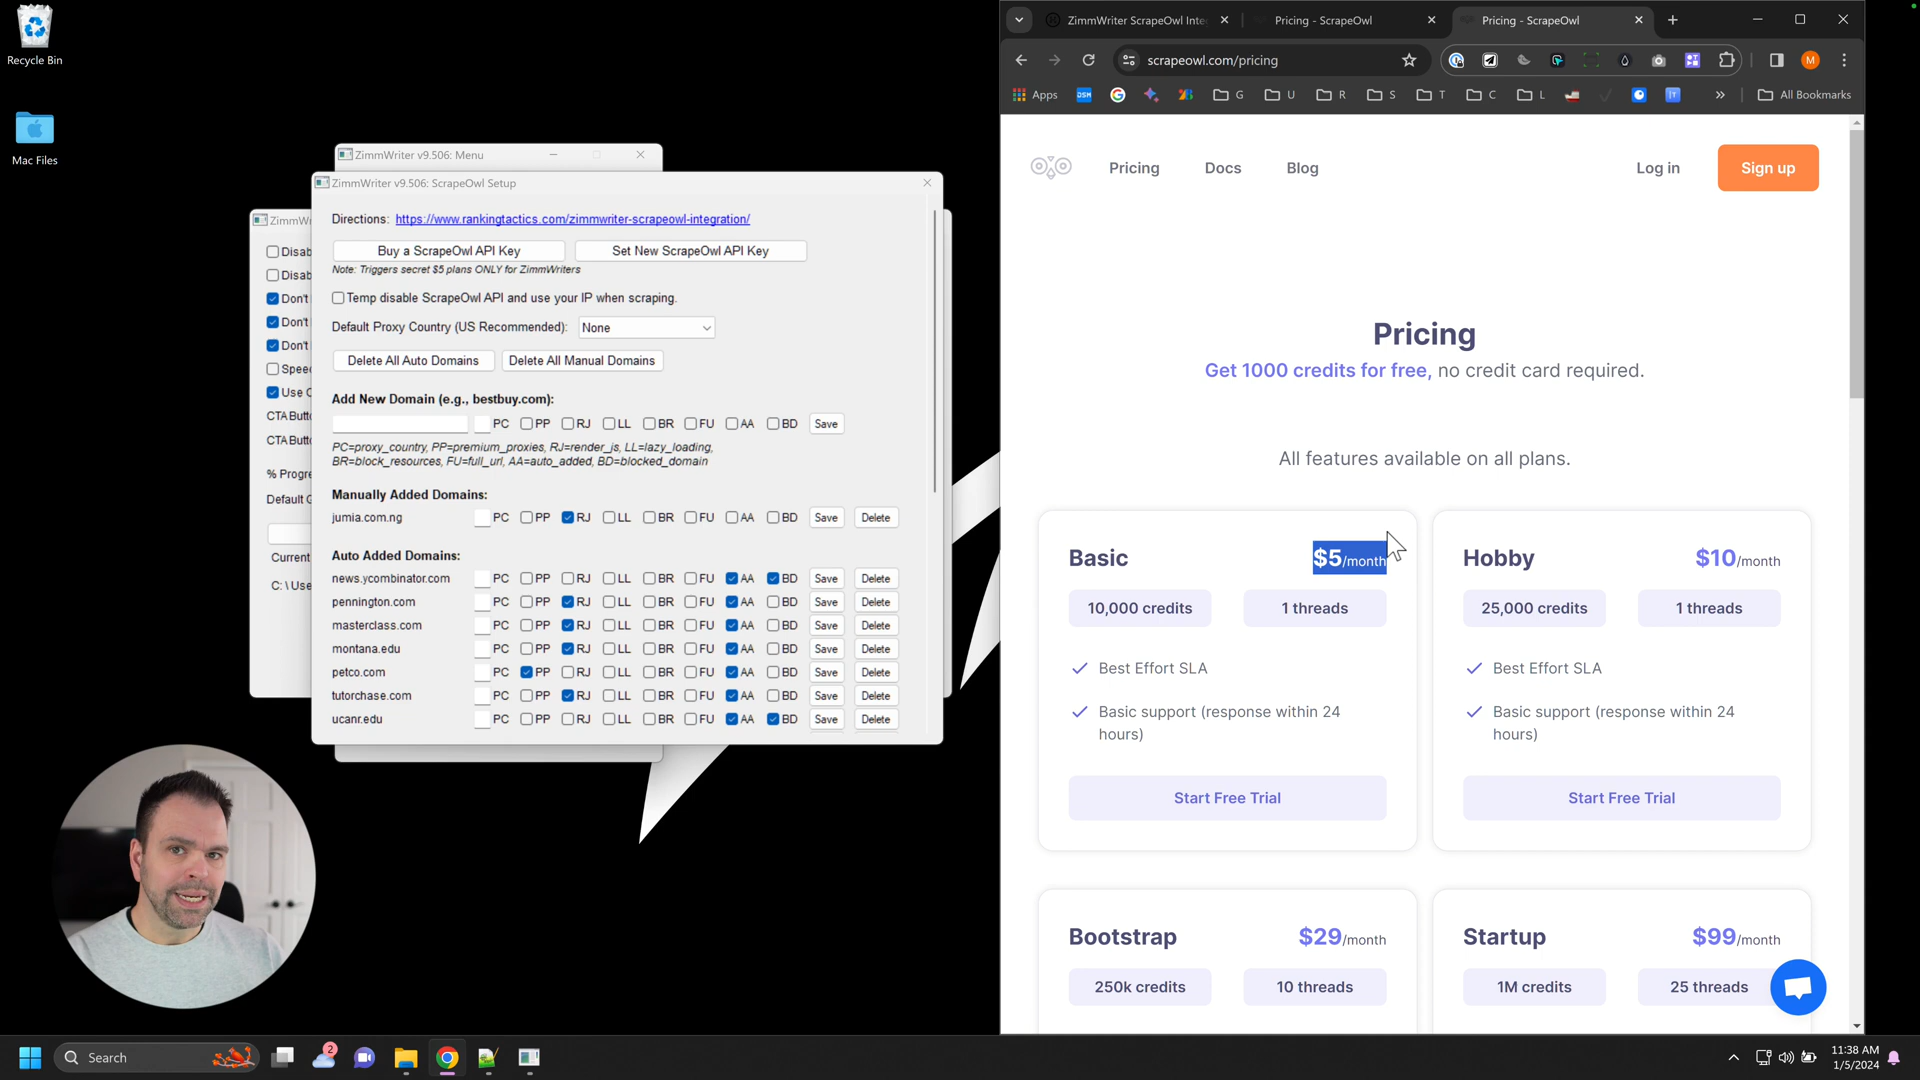 Recycle Bin
Mac Files
ZimmWriter v9.506: Menu
ZimmWriter v9.506: ScrapeOwl Setup
ZimmW
Disab
Disab
Don't
Don't
Don't
Speed
Use C
CTA Butt
CTA Butt
% Progre
Default G
Current
C:\Use
Directions: https://www.rankingtactics.com/zimmwriter-scrapeowl-integration/
Buy a ScrapeOwl API Key
Set New ScrapeOwl API Key
Note: Triggers secret $5 plans ONLY for ZimmWriters
Temp disable ScrapeOwl API and use your IP when scraping.
Default Proxy Country (US Recommended): None
Delete All Auto Domains
Delete All Manual Domains
Add New Domain (e.g., bestbuy.com):
PC PP RJ LL BR FU AA BD Save
PC=proxy_country, PP=premium_proxies, RJ=render_js, LL=lazy_loading,
BR=block_resources, FU=full_url, AA=auto_added, BD=blocked_domain
Manually Added Domains:
jumia.com.ng PC PP RJ LL BR FU AA BD Save Delete
Auto Added Domains:
news.ycombinator.com PC PP RJ LL BR FU AA BD Save Delete
pennington.com PC PP RJ LL BR FU AA BD Save Delete
masterclass.com PC PP RJ LL BR FU AA BD Save Delete
montana.edu PC PP RJ LL BR FU AA BD Save Delete
petco.com PC PP RJ LL BR FU AA BD Save Delete
tutorchase.com PC PP RJ LL BR FU AA BD Save Delete
ucanr.edu PC PP RJ LL BR FU AA BD Save Delete
ZimmWriter ScrapeOwl Inte
Pricing - ScrapeOwl
Pricing - ScrapeOwl
scrapeowl.com/pricing
M
Apps DSM G U R S T C L IT All Bookmarks
Pricing
Docs
Blog
Log in
Sign up
Pricing
Get 1000 credits for free, no credit card required.
All features available on all plans.
Basic $5/month
10,000 credits
1 threads
Best Effort SLA
Basic support (response within 24
hours)
Start Free Trial
Hobby $10/month
25,000 credits
1 threads
Best Effort SLA
Basic support (response within 24
hours)
Start Free Trial
Bootstrap $29/month
250k credits
10 threads
Startup $99/month
1M credits
25 threads
Search
2
11:38 AM
1/5/2024